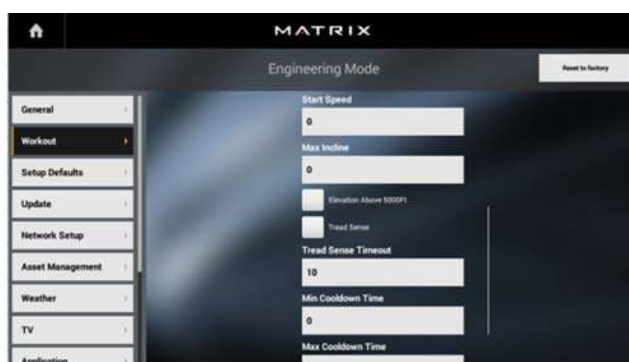 MATRIX
Engineering Mode
Reset to factory
General
Workout
Setup Defaults
Update
Network Setup
Asset Management
Weather
TV
Application
Start Speed
0
Max Incline
0
Elevation Above 5000Ft
Tread Sense
Tread Sense Timeout
10
Min Cooldown Time
0
Max Cooldown Time